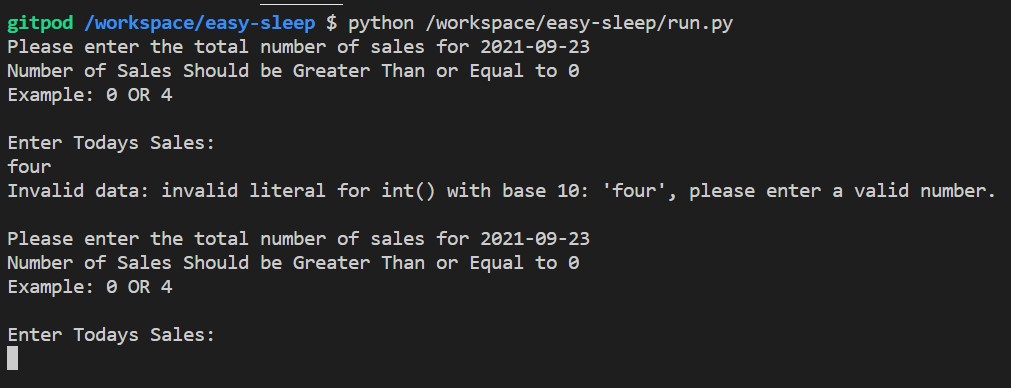 gitpod /workspace/easy-sleep $ python /workspace/easy-sleep/run.py
Please enter the total number of sales for 2021-09-23
Number of Sales Should be Greater Than or Equal to 0
Example: 0 OR 4
Enter Todays Sales:
four
Invalid data: invalid literal for int() with base 10: 'four', please enter a valid number.
Please enter the total number of sales for 2021-09-23
Number of Sales Should be Greater Than or Equal to 0
Example: 0 OR 4
Enter Todays Sales: